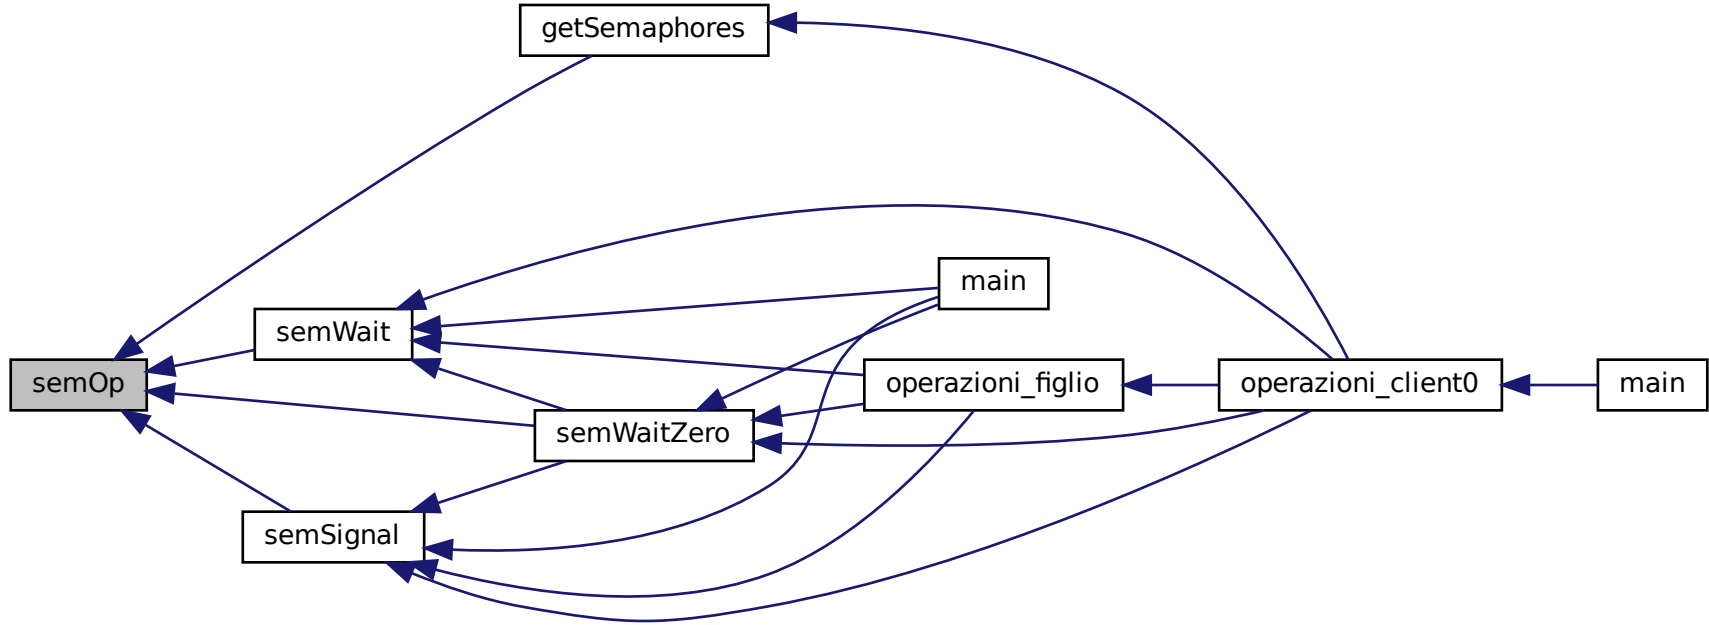 getSemaphores
main
semWait
semOp
operazioni_figlio
operazioni_client0
main
semWaitZero
semSignal